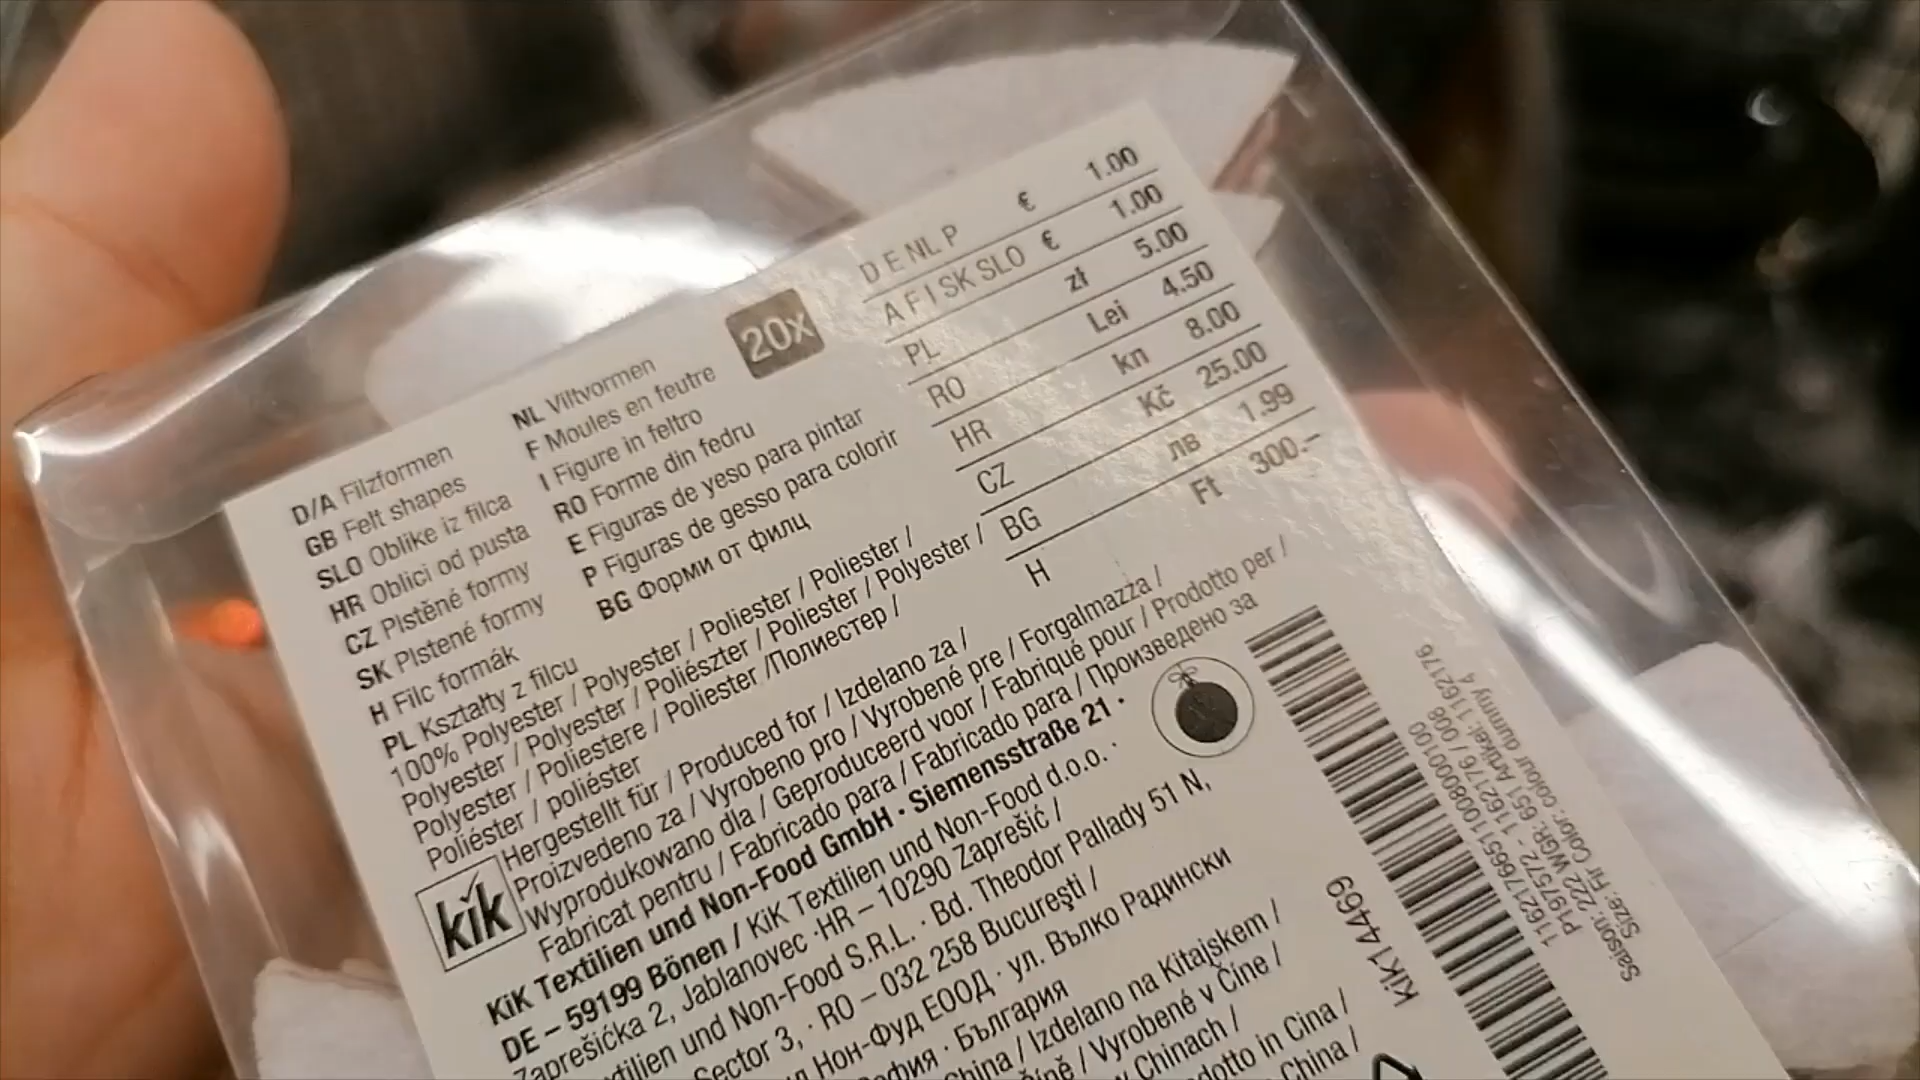 D/A Filzformen
GB Felt shapes
SLO Oblike iz filca
HR Oblici od pusta
CZ Plstěné formy
SK Plstené formy
H Filc formák
PL Kształty z filcu
NL Viltvormen
F Moules en feutre
I Figure in feltro
RO Forme din fedru
E Figuras de yeso para pintar
P Figuras de gesso para colorir
BG Форми от филц
20x
D E NL P € 1.00
A F I SK SLO € 1.00
PL zł 5.00
RO Lei 4.50
HR kn 8.00
CZ Kč 25.00
BG лв 1.99
H Ft 300.–
100% Polyester / Polyester / Poliester / Poliester /
Polyester / Polyester / Poliészter / Poliester / Polyester /
Polyester / Poliestere / Poliester /Полиестер /
Poliéster / poliéster
Hergestellt für / Produced for / Izdelano za /
Proizvedeno za / Vyrobeno pro / Vyrobené pre / Forgalmazza /
Wyprodukowano dla / Geproduceerd voor / Fabriqué pour / Prodotto per /
Fabricat pentru / Fabricado para / Fabricado para / Произведено за
kik
KiK Textilien und Non-Food GmbH · Siemensstraße 21 ·
DE – 59199 Bönen / KiK Textilien und Non-Food d.o.o. ·
Zaprešićka 2, Jablanovec ·HR – 10290 Zaprešić /
und Non-Food S.R.L. · Bd. Theodor Pallady 51 N,
Sector 3, · RO – 032 258 Bucureşti /
Нон-Фуд ЕООД · ул. Вълко Радински
· България
/ Izdelano na Kitajskem /
/ Vyrobené v Číne /
Chinach /
in Cina /
China /
Kik14469
11621766511008000100
P197572 - 1162176 / 008
Saison: 222 WGR: 651 Artikel: 1162176
Size: Fir Color: colour dummy 4